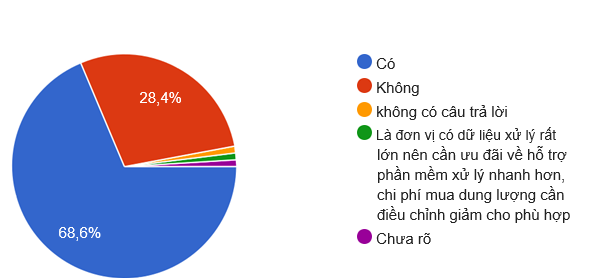 28,4%
68,6%
Có
Không
không có câu trả lời
Là đơn vị có dữ liệu xử lý rất
lớn nên cần ưu đãi về hỗ trợ
phần mềm xử lý nhanh hơn,
chi phí mua dung lượng cần
điều chỉnh giảm cho phù hợp
Chưa rõ